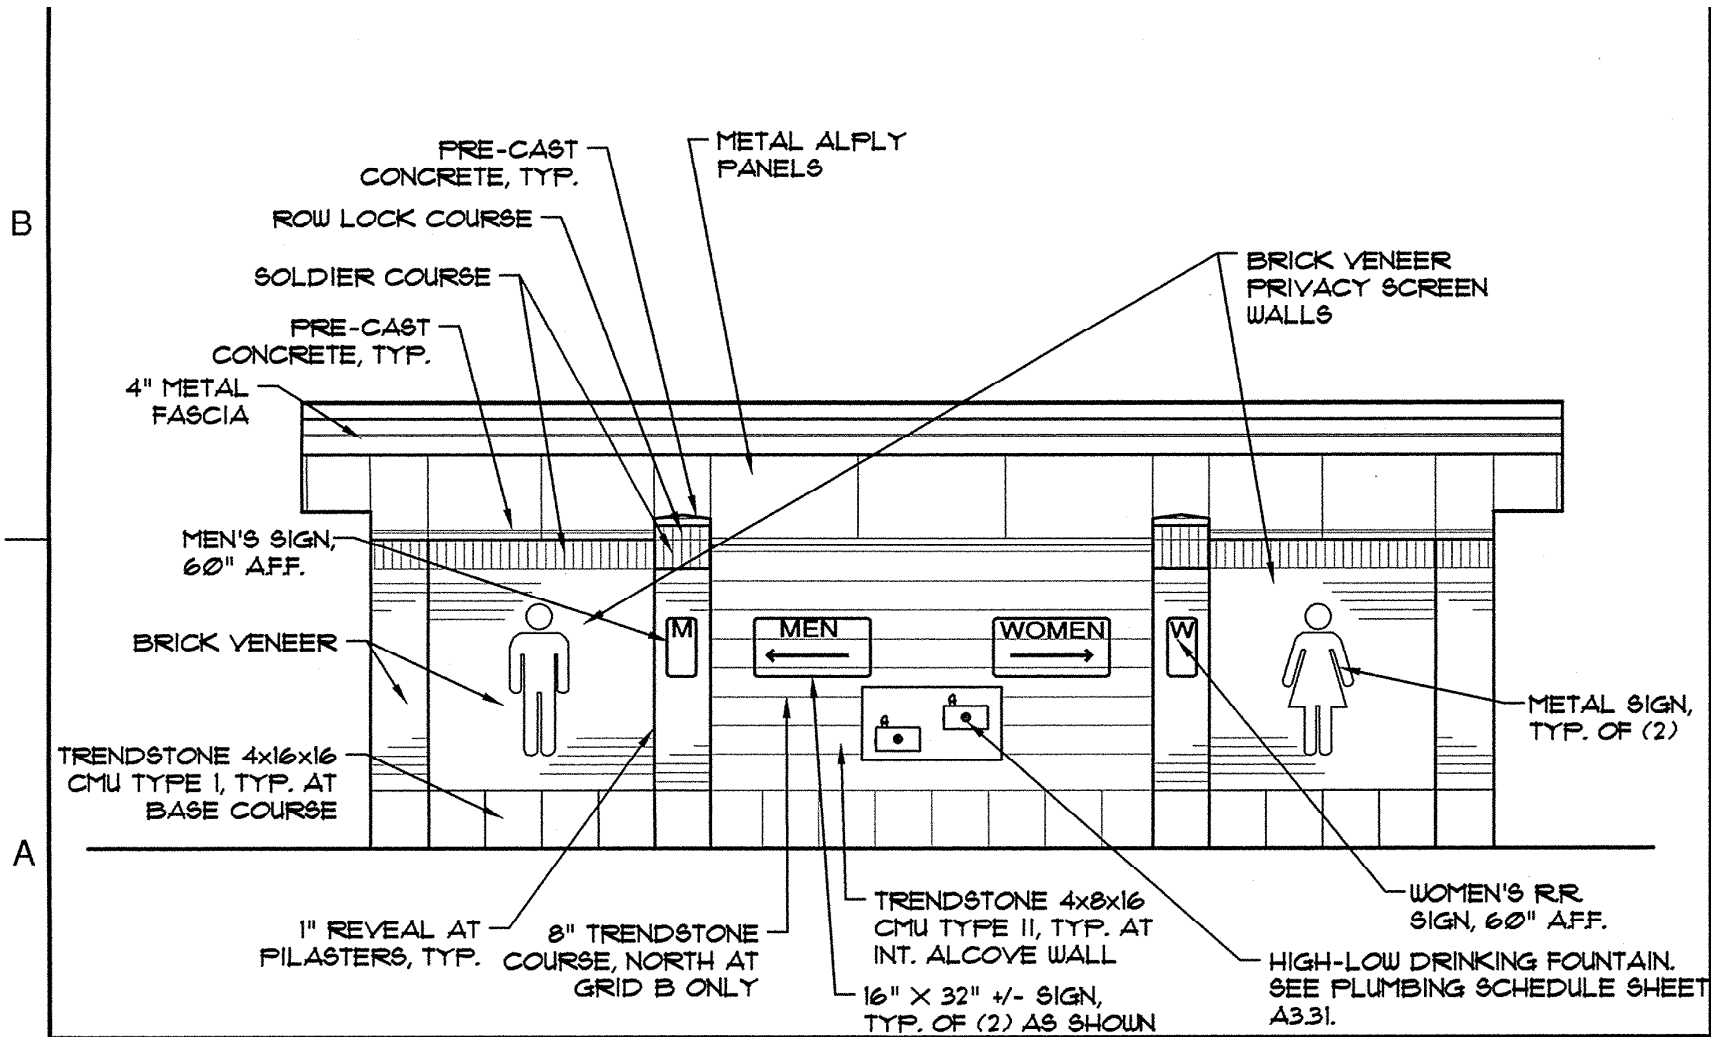 PRE-CAST
CONCRETE, TYP.
METAL ALPLY
PANELS
ROW LOCK COURSE
SOLDIER COURSE
PRE-CAST
CONCRETE, TYP.
4" METAL
FASCIA
BRICK VENEER
PRIVACY SCREEN
WALLS
B
MEN'S SIGN,
60" A.F.F.
BRICK VENEER
TRENDSTONE 4x16x16
CMU TYPE I, TYP. AT
BASE COURSE
M
MEN
WOMEN
W
METAL SIGN,
TYP. OF (2)
A
1" REVEAL AT
PILASTERS, TYP.
8" TRENDSTONE
COURSE, NORTH AT
GRID B ONLY
TRENDSTONE 4x8x16
CMU TYPE II, TYP. AT
INT. ALCOVE WALL
16" X 32" +/- SIGN,
TYP. OF (2) AS SHOWN
WOMEN'S R.R.
SIGN, 60" A.F.F.
HIGH-LOW DRINKING FOUNTAIN.
SEE PLUMBING SCHEDULE SHEET
A3.31.